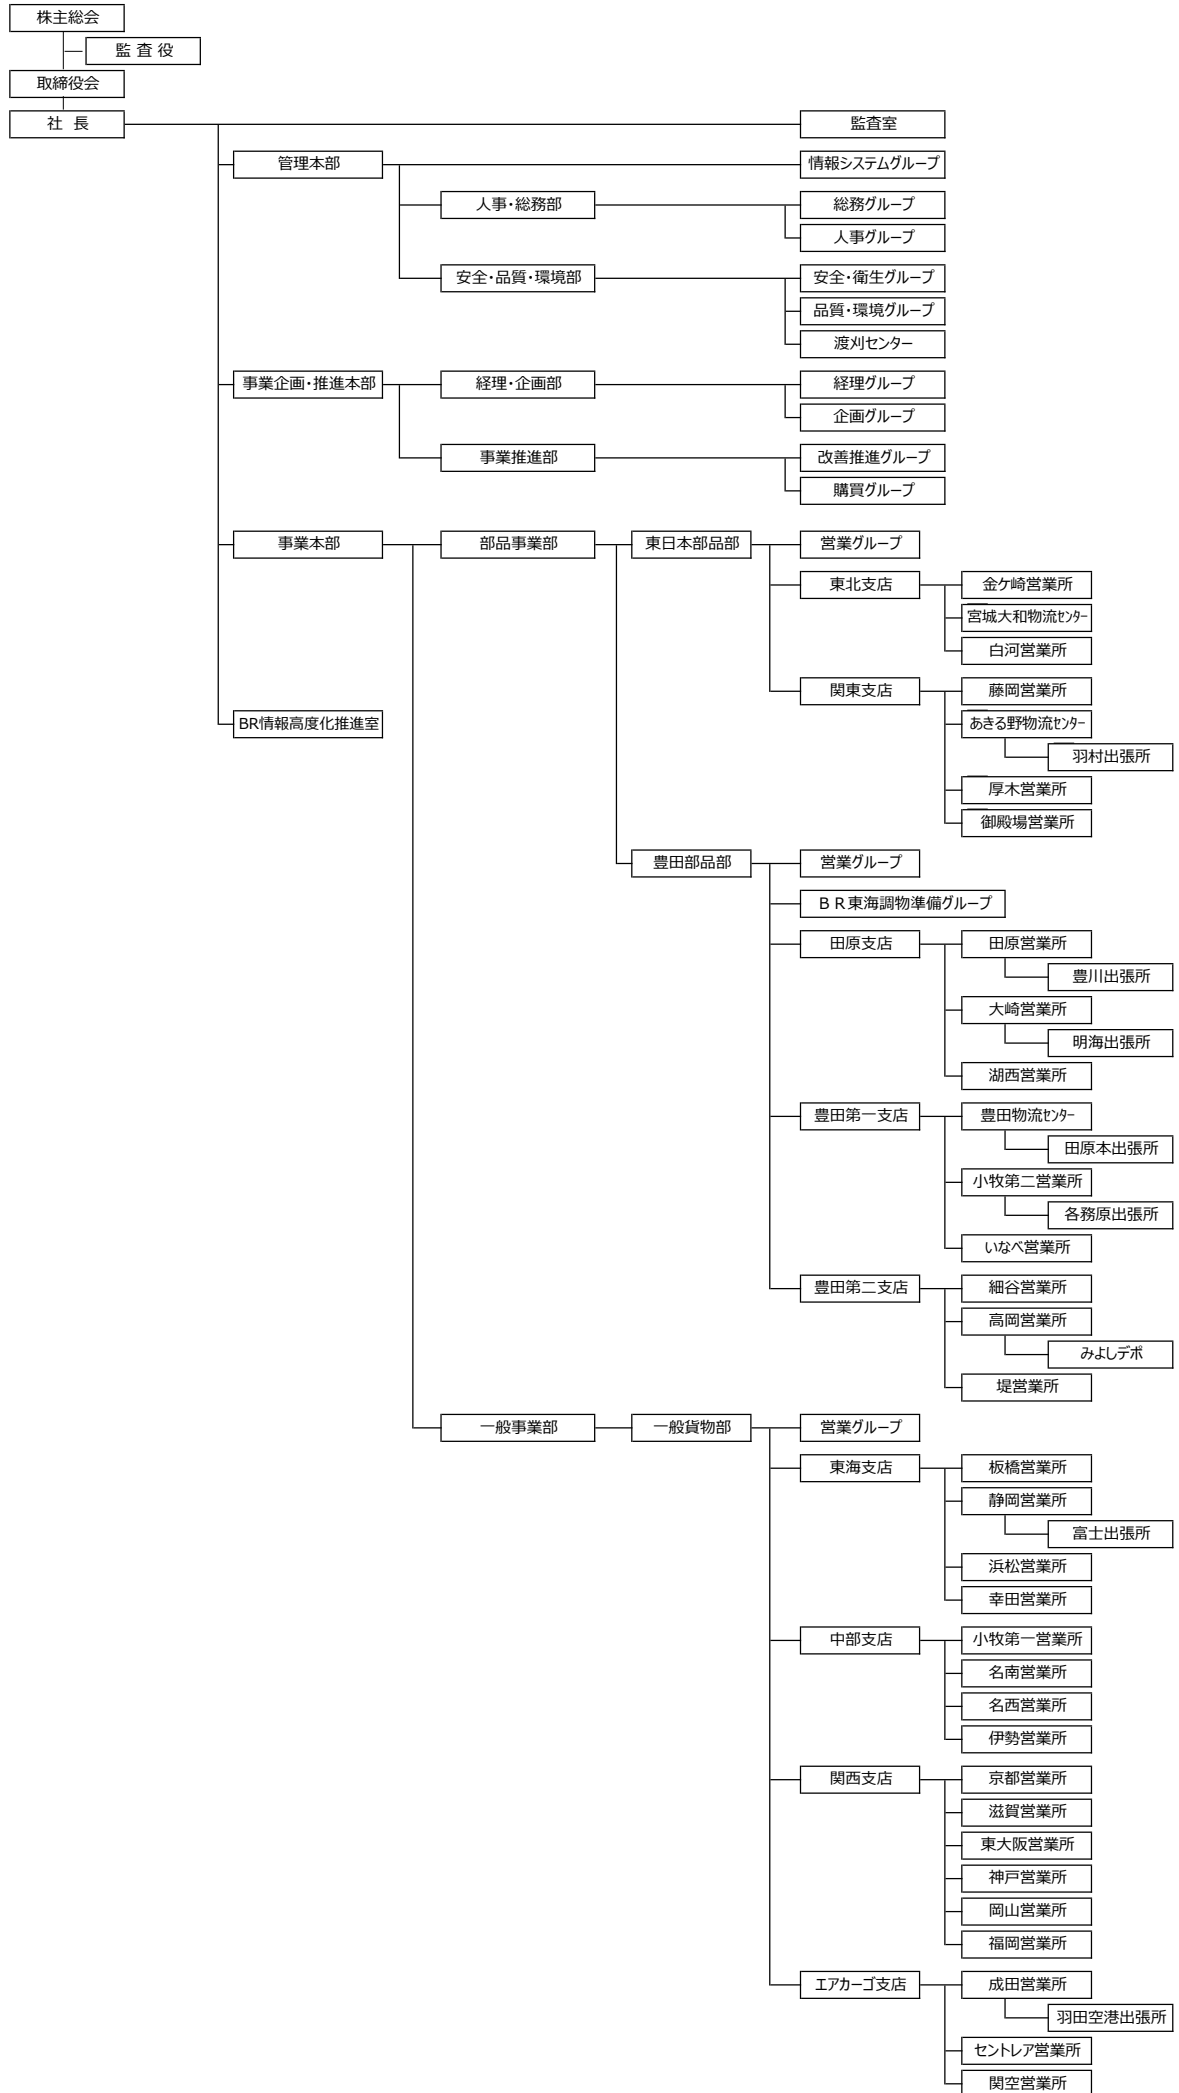 株主総会
監 査 役
取締役会
社 長
監査室
管理本部
情報システムグループ
人事・総務部
総務グループ
人事グループ
安全・品質・環境部
安全・衛生グループ
品質・環境グループ
渡刈センター
事業企画・推進本部
経理・企画部
経理グループ
企画グループ
事業推進部
改善推進グループ
購買グループ
事業本部
部品事業部
東日本部品部
営業グループ
東北支店
金ケ崎営業所
宮城大和物流センター
白河営業所
関東支店
藤岡営業所
BR情報高度化推進室
あきる野物流センター
羽村出張所
厚木営業所
御殿場営業所
豊田部品部
営業グループ
BR東海調物準備グループ
田原支店
田原営業所
豊川出張所
大崎営業所
明海出張所
湖西営業所
豊田第一支店
豊田物流センター
田原本出張所
小牧第二営業所
各務原出張所
いなべ営業所
豊田第二支店
細谷営業所
高岡営業所
みよしデポ
堤営業所
一般事業部
一般貨物部
営業グループ
東海支店
板橋営業所
静岡営業所
富士出張所
浜松営業所
幸田営業所
中部支店
小牧第一営業所
名南営業所
名西営業所
伊勢営業所
関西支店
京都営業所
滋賀営業所
東大阪営業所
神戸営業所
岡山営業所
福岡営業所
エアカーゴ支店
成田営業所
羽田空港出張所
セントレア営業所
関空営業所